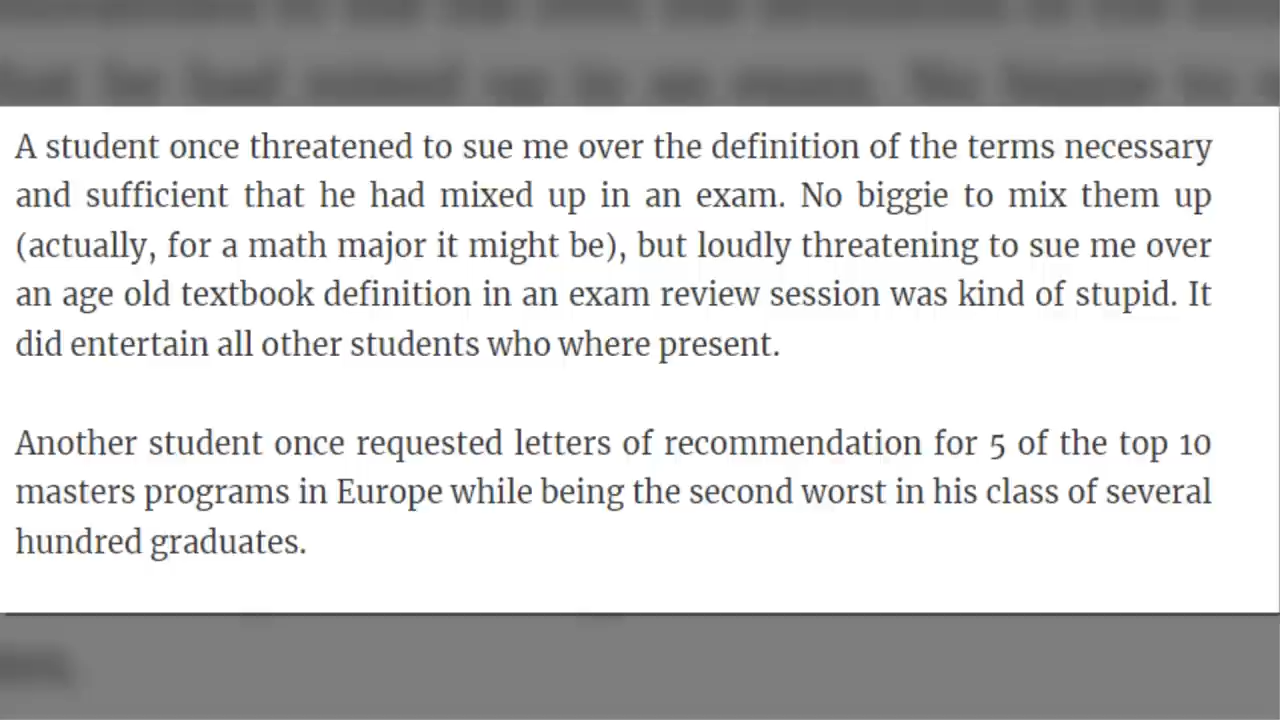 A student once threatened to sue me over the definition of the terms necessary
and sufficient that he had mixed up in an exam. No biggie to mix them up
(actually, for a math major it might be), but loudly threatening to sue me over
an age old textbook definition in an exam review session was kind of stupid. It
did entertain all other students who where present.
Another student once requested letters of recommendation for 5 of the top 10
masters programs in Europe while being the second worst in his class of several
hundred graduates.